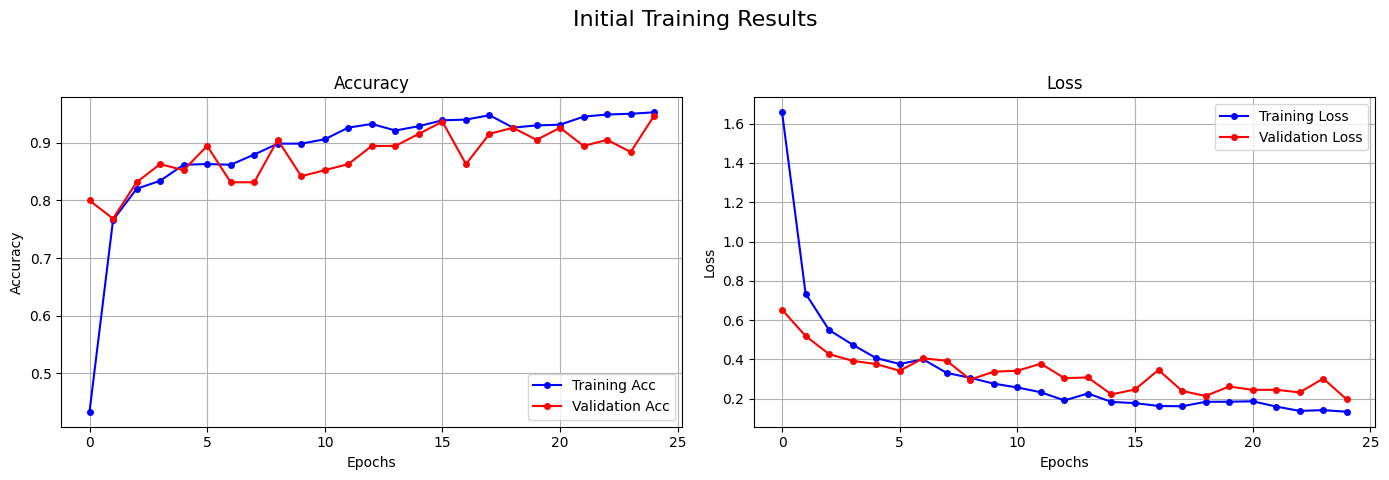 Initial Training Results
Accuracy
Accuracy
0.9
0.8
0.7
0.6
0.5
0 5 10 15 20 25
Epochs
Training Acc
Validation Acc
Loss
Loss
1.6
1.4
1.2
1.0
0.8
0.6
0.4
0.2
0 5 10 15 20 25
Epochs
Training Loss
Validation Loss